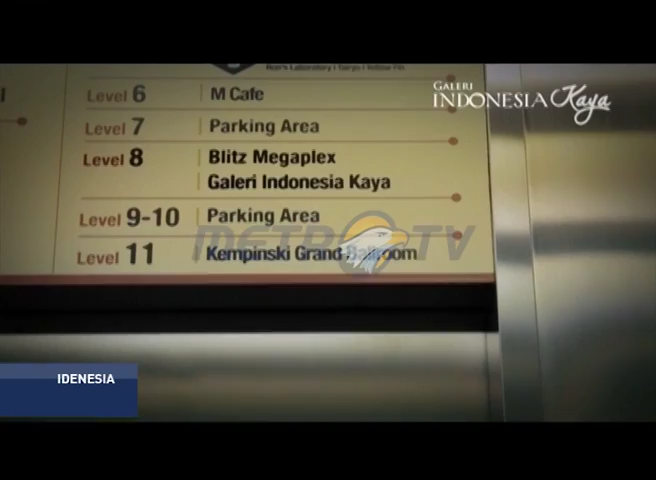 GALERI
INDONESIA Kaya
Level 6 M Cafe
Level 7 Parking Area
Level 8 Blitz Megaplex
Galeri Indonesia Kaya
Level 9-10 Parking Area
METRO TV
Level 11 Kempinski Grand Ballroom
IDENESIA